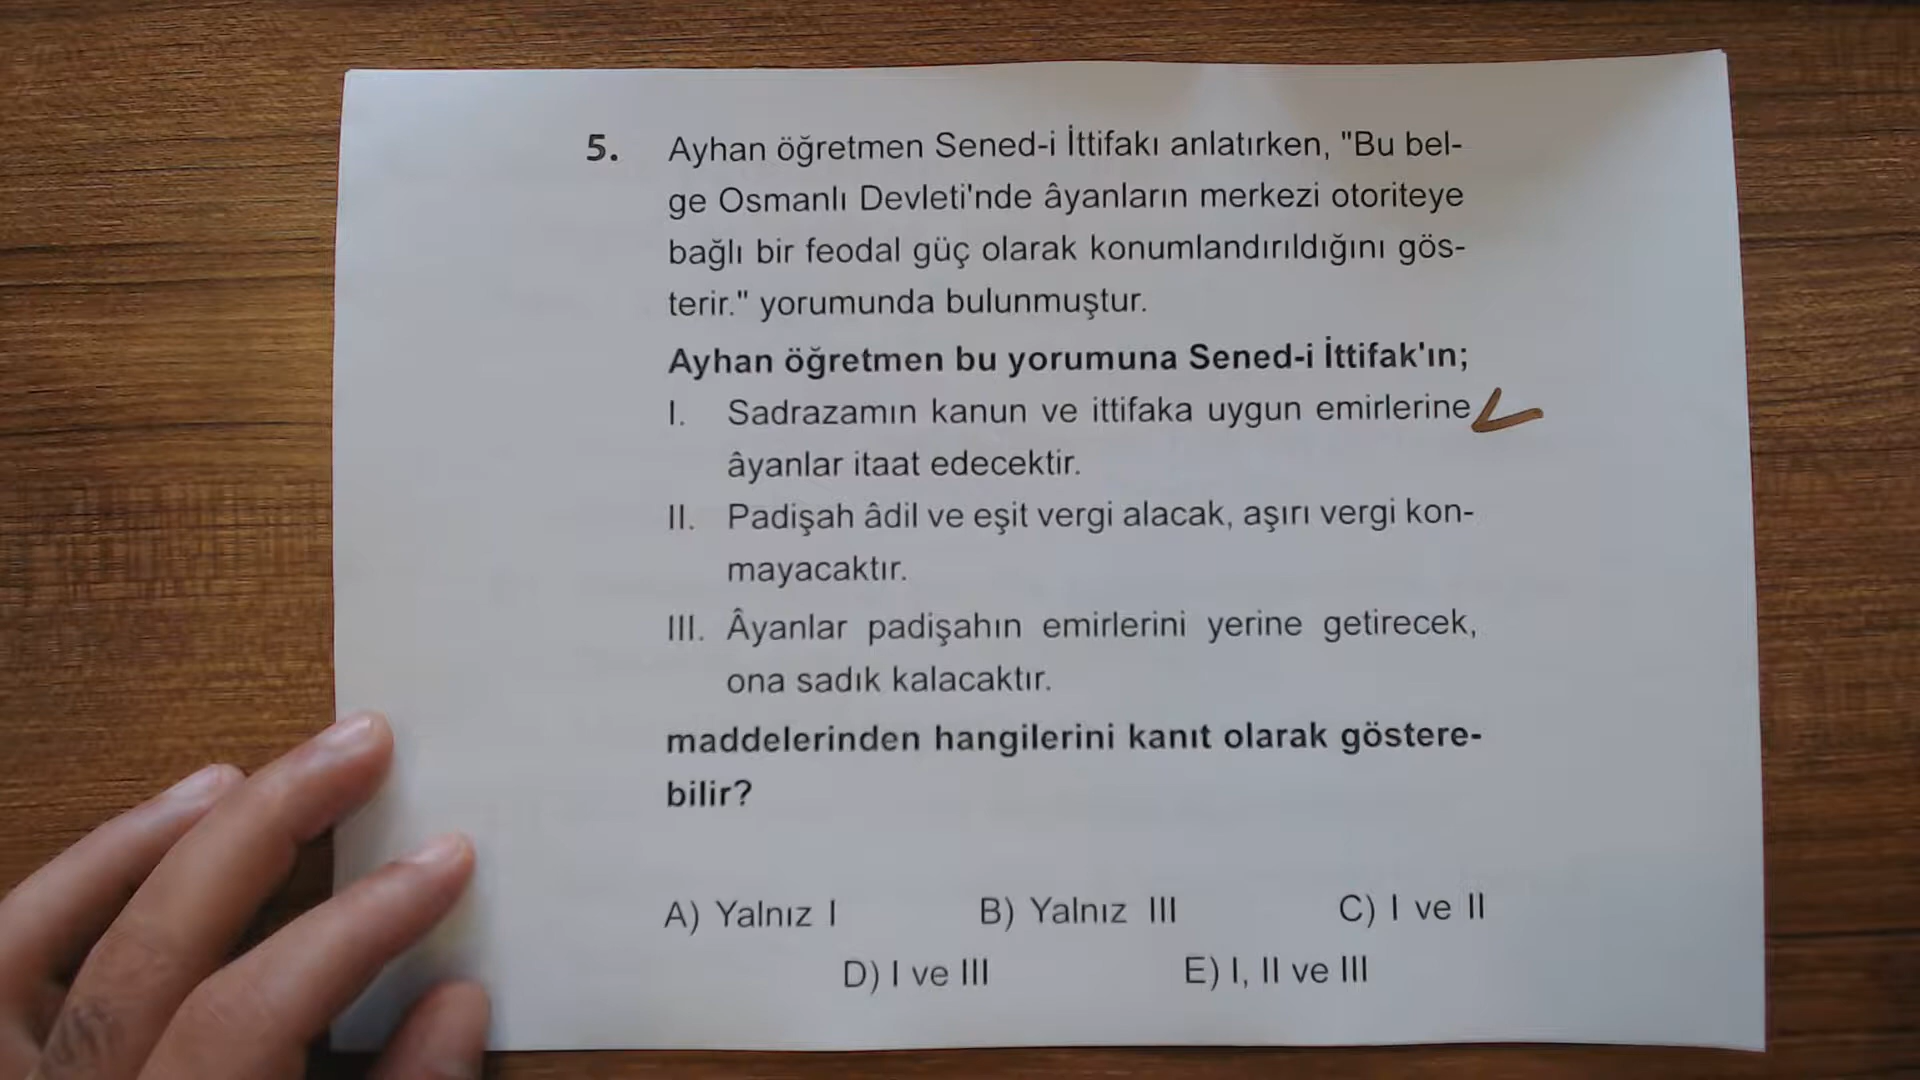 5. Ayhan öğretmen Sened-i İttifakı anlatırken, "Bu bel-
ge Osmanlı Devleti'nde âyanların merkezi otoriteye
bağlı bir feodal güç olarak konumlandırıldığını gös-
terir." yorumunda bulunmuştur.
Ayhan öğretmen bu yorumuna Sened-i İttifak'ın;
I. Sadrazamın kanun ve ittifaka uygun emirlerine
âyanlar itaat edecektir.
II. Padişah âdil ve eşit vergi alacak, aşırı vergi kon-
mayacaktır.
III. Âyanlar padişahın emirlerini yerine getirecek,
ona sadık kalacaktır.
maddelerinden hangilerini kanıt olarak göstere-
bilir?
A) Yalnız I B) Yalnız III C) I ve II
D) I ve III E) I, II ve III